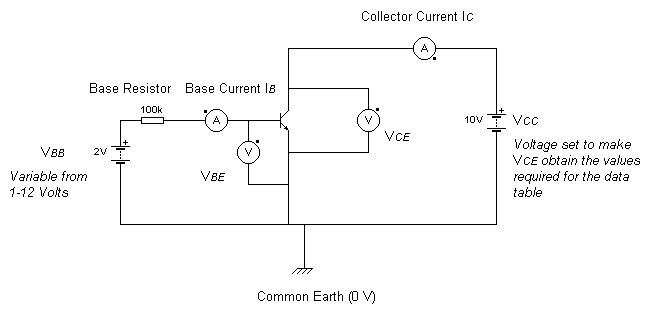 Collector Current IC
A
Base Resistor
Base Current IB
100k
A
V
VCE
10V
VCC
Voltage set to make
VCE obtain the values
required for the data
table
VBB
2V
Variable from
1-12 Volts
V
VBE
Common Earth (0 V)